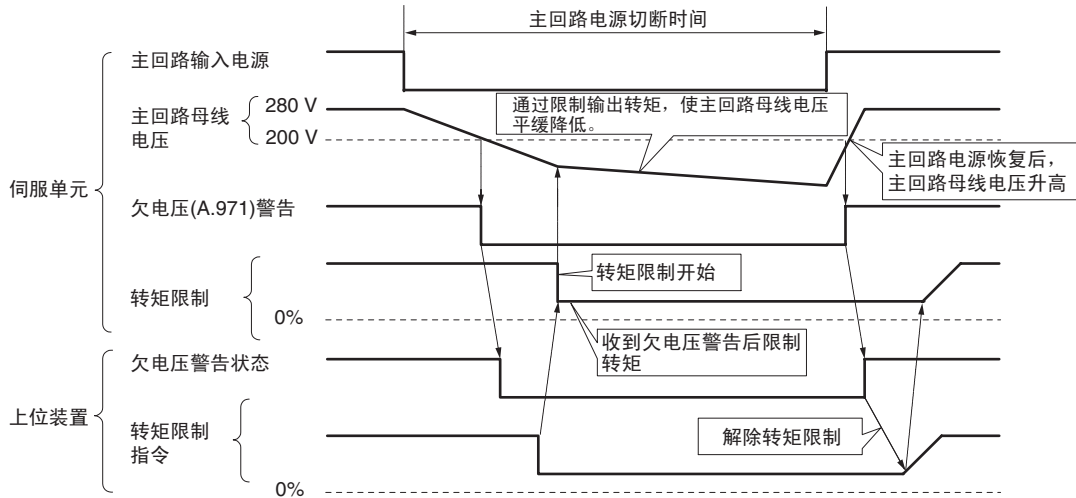 主回路电源切断时间
伺服单元
主回路输入电源
主回路母线
电压
280 V
200 V
通过限制输出转矩，使主回路母线电压
平缓降低。
主回路电源恢复后，
主回路母线电压升高
欠电压(A.971)警告
转矩限制
0%
转矩限制开始
收到欠电压警告后限制
转矩
上位装置
欠电压警告状态
转矩限制
指令
0%
解除转矩限制